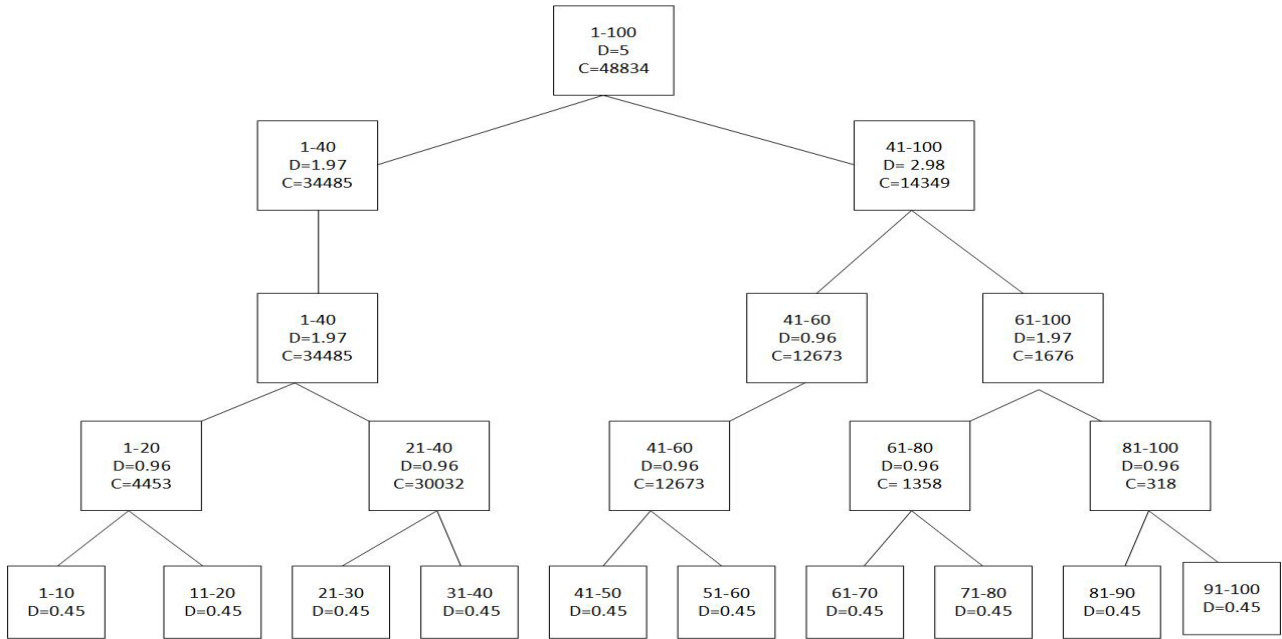 1-100
D=5
C=48834
1-40
D=1.97
C=34485
41-100
D= 2.98
C=14349
1-40
D=1.97
C=34485
41-60
D=0.96
C=12673
61-100
D=1.97
C=1676
1-20
D=0.96
C=4453
21-40
D=0.96
C=30032
41-60
D=0.96
C=12673
61-80
D=0.96
C= 1358
81-100
D=0.96
C=318
1-10
D=0.45
11-20
D=0.45
21-30
D=0.45
31-40
D=0.45
41-50
D=0.45
51-60
D=0.45
61-70
D=0.45
71-80
D=0.45
81-90
D=0.45
91-100
D=0.45